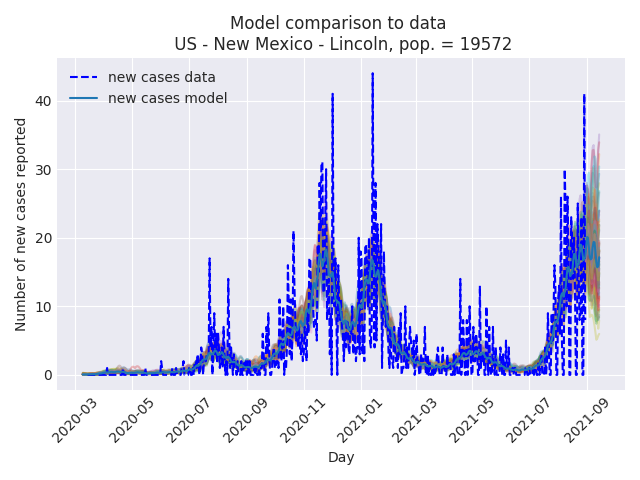 Model comparison to data
US - New Mexico - Lincoln, pop. = 19572
new cases data
new cases model
Number of new cases reported
40
30
20
10
0
2020-03
2020-05
2020-07
2020-09
2020-11
2021-01
2021-03
2021-05
2021-07
2021-09
Day